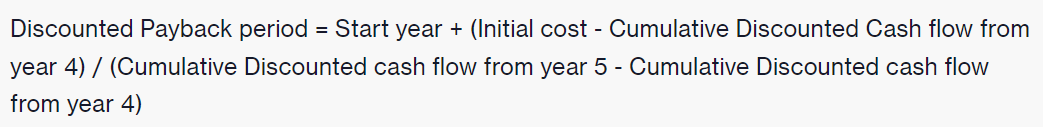 Discounted Payback period = Start year + (Initial cost - Cumulative Discounted Cash flow from
year 4) / (Cumulative Discounted cash flow from year 5 - Cumulative Discounted cash flow
from year 4)